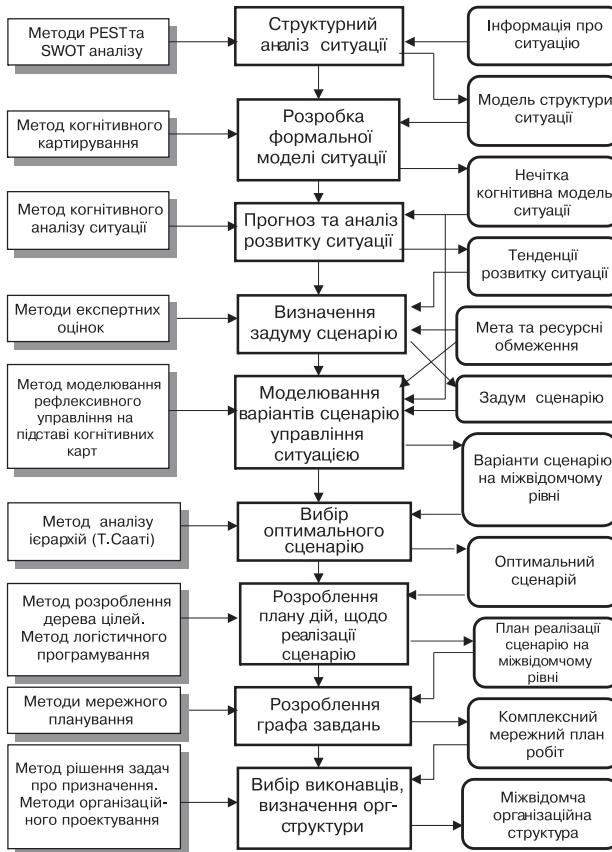 Методи PEST та
SWOT аналізу
Структурний
аналіз ситуації
Інформація про
ситуацію
Модель структури
ситуації
Метод когнітивного
картирування
Розробка
формальної
моделі ситуації
Нечітка
когнітивна модель
ситуації
Метод когнітивного
аналізу ситуації
Прогноз та аналіз
розвитку ситуації
Тенденції
розвитку ситуації
Методи експертних
оцінок
Визначення
задуму сценарію
Мета та ресурсні
обмеження
Задум сценарію
Метод моделювання
рефлексивного
управління на
підставі когнітивних
карт
Моделювання
варіантів сценарію
управління
ситуацією
Варіанти сценарію
на міжвідомчому
рівні
Метод аналізу
ієрархій (Т.Сааті)
Вибір
оптимального
сценарію
Оптимальний
сценарій
Метод розроблення
дерева цілей.
Метод логістичного
програмування
Розроблення
плану дій, щодо
реалізації
сценарію
План реалізації
сценарію на
міжвідомчому
рівні
Методи мережного
планування
Розроблення
графа завдань
Комплексний
мережний план
робіт
Метод рішення задач
про призначення.
Методи організацій-
ного проектування
Вибір виконавців,
визначення орг-
структури
Міжвідомча
організаційна
структура